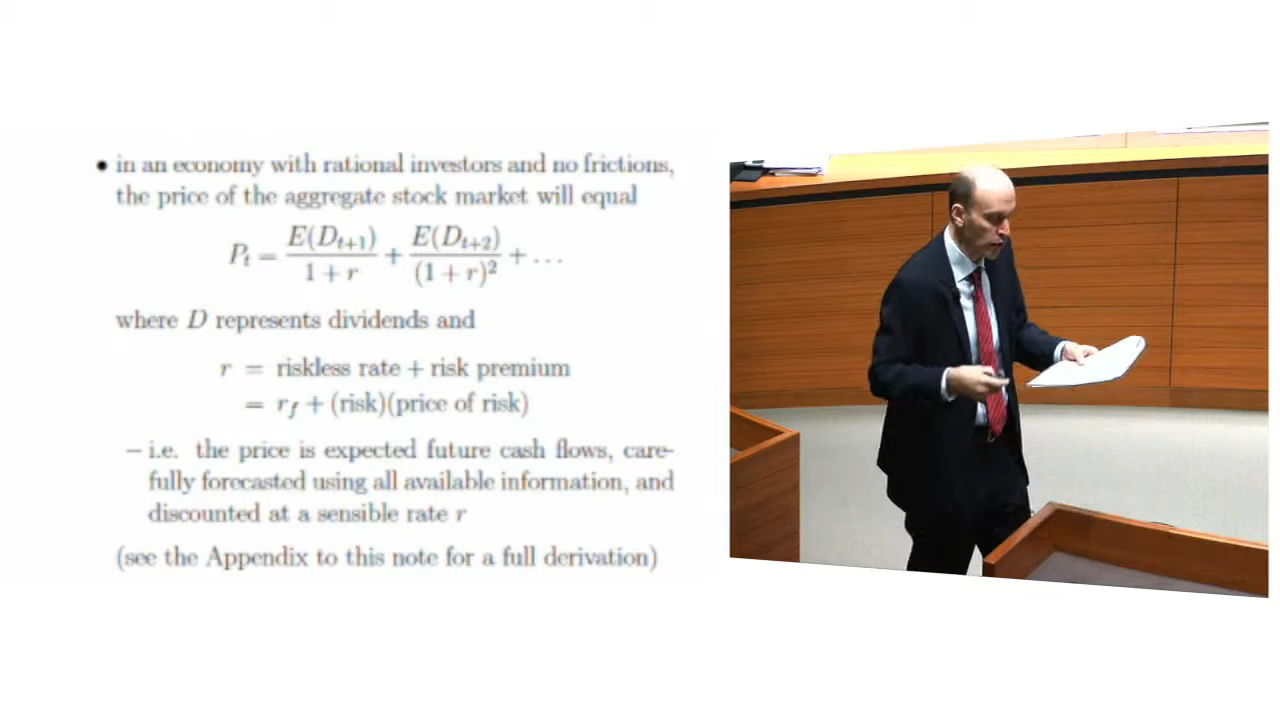 • in an economy with rational investors and no frictions,
the price of the aggregate stock market will equal
P_t = E(D_{t+1}) / (1 + r) + E(D_{t+2}) / (1 + r)^2 + ...
where D represents dividends and
r = riskless rate + risk premium
= r_f + (risk)(price of risk)
– i.e. the price is expected future cash flows, care-
fully forecasted using all available information, and
discounted at a sensible rate r
(see the Appendix to this note for a full derivation)